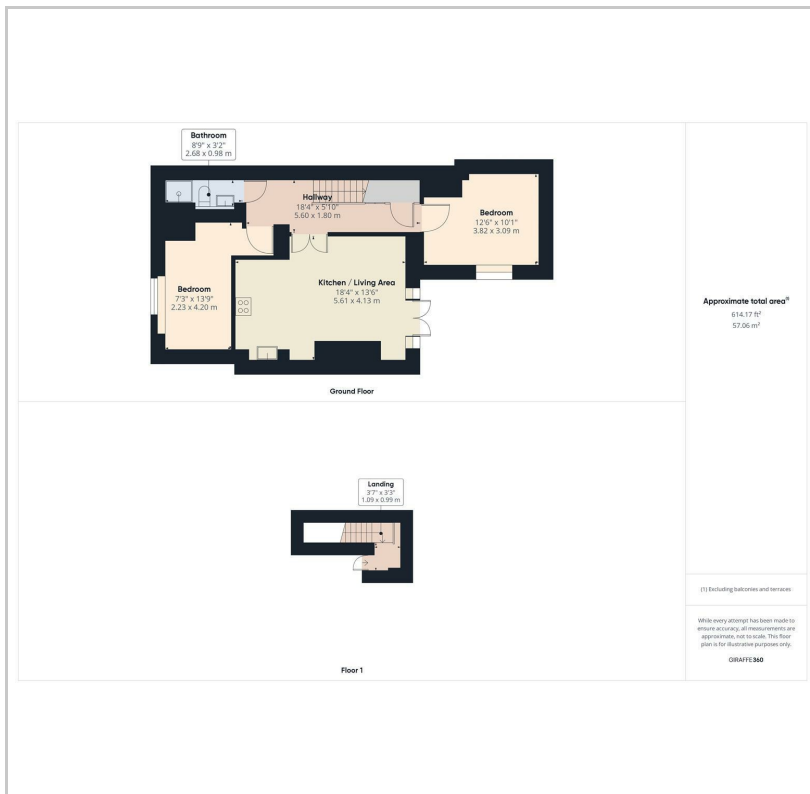 Bathroom
8'9" x 3'2"
2.68 x 0.98 m
Hallway
18'4" x 5'10"
5.60 x 1.80 m
Bedroom
12'6" x 10'1"
3.82 x 3.09 m
Bedroom
7'3" x 13'9"
2.23 x 4.20 m
Kitchen / Living Area
18'4" x 13'6"
5.61 x 4.13 m
Ground Floor
Landing
3'7" x 3'3"
1.09 x 0.99 m
Floor 1
Approximate total area⁽¹⁾
614.17 ft²
57.06 m²
(1) Excluding balconies and terraces
While every attempt has been made to
ensure accuracy, all measurements are
approximate, not to scale. This floor
plan is for illustrative purposes only.
GIRAFFE360